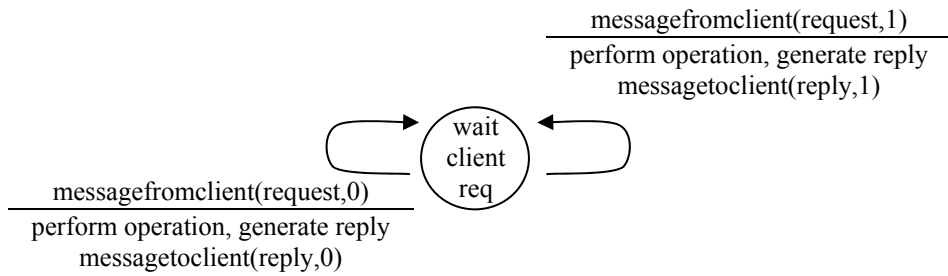 messagefromclient(request,1)
perform operation, generate reply
messagetoclient(reply,1)
wait
client
req
messagefromclient(request,0)
perform operation, generate reply
messagetoclient(reply,0)